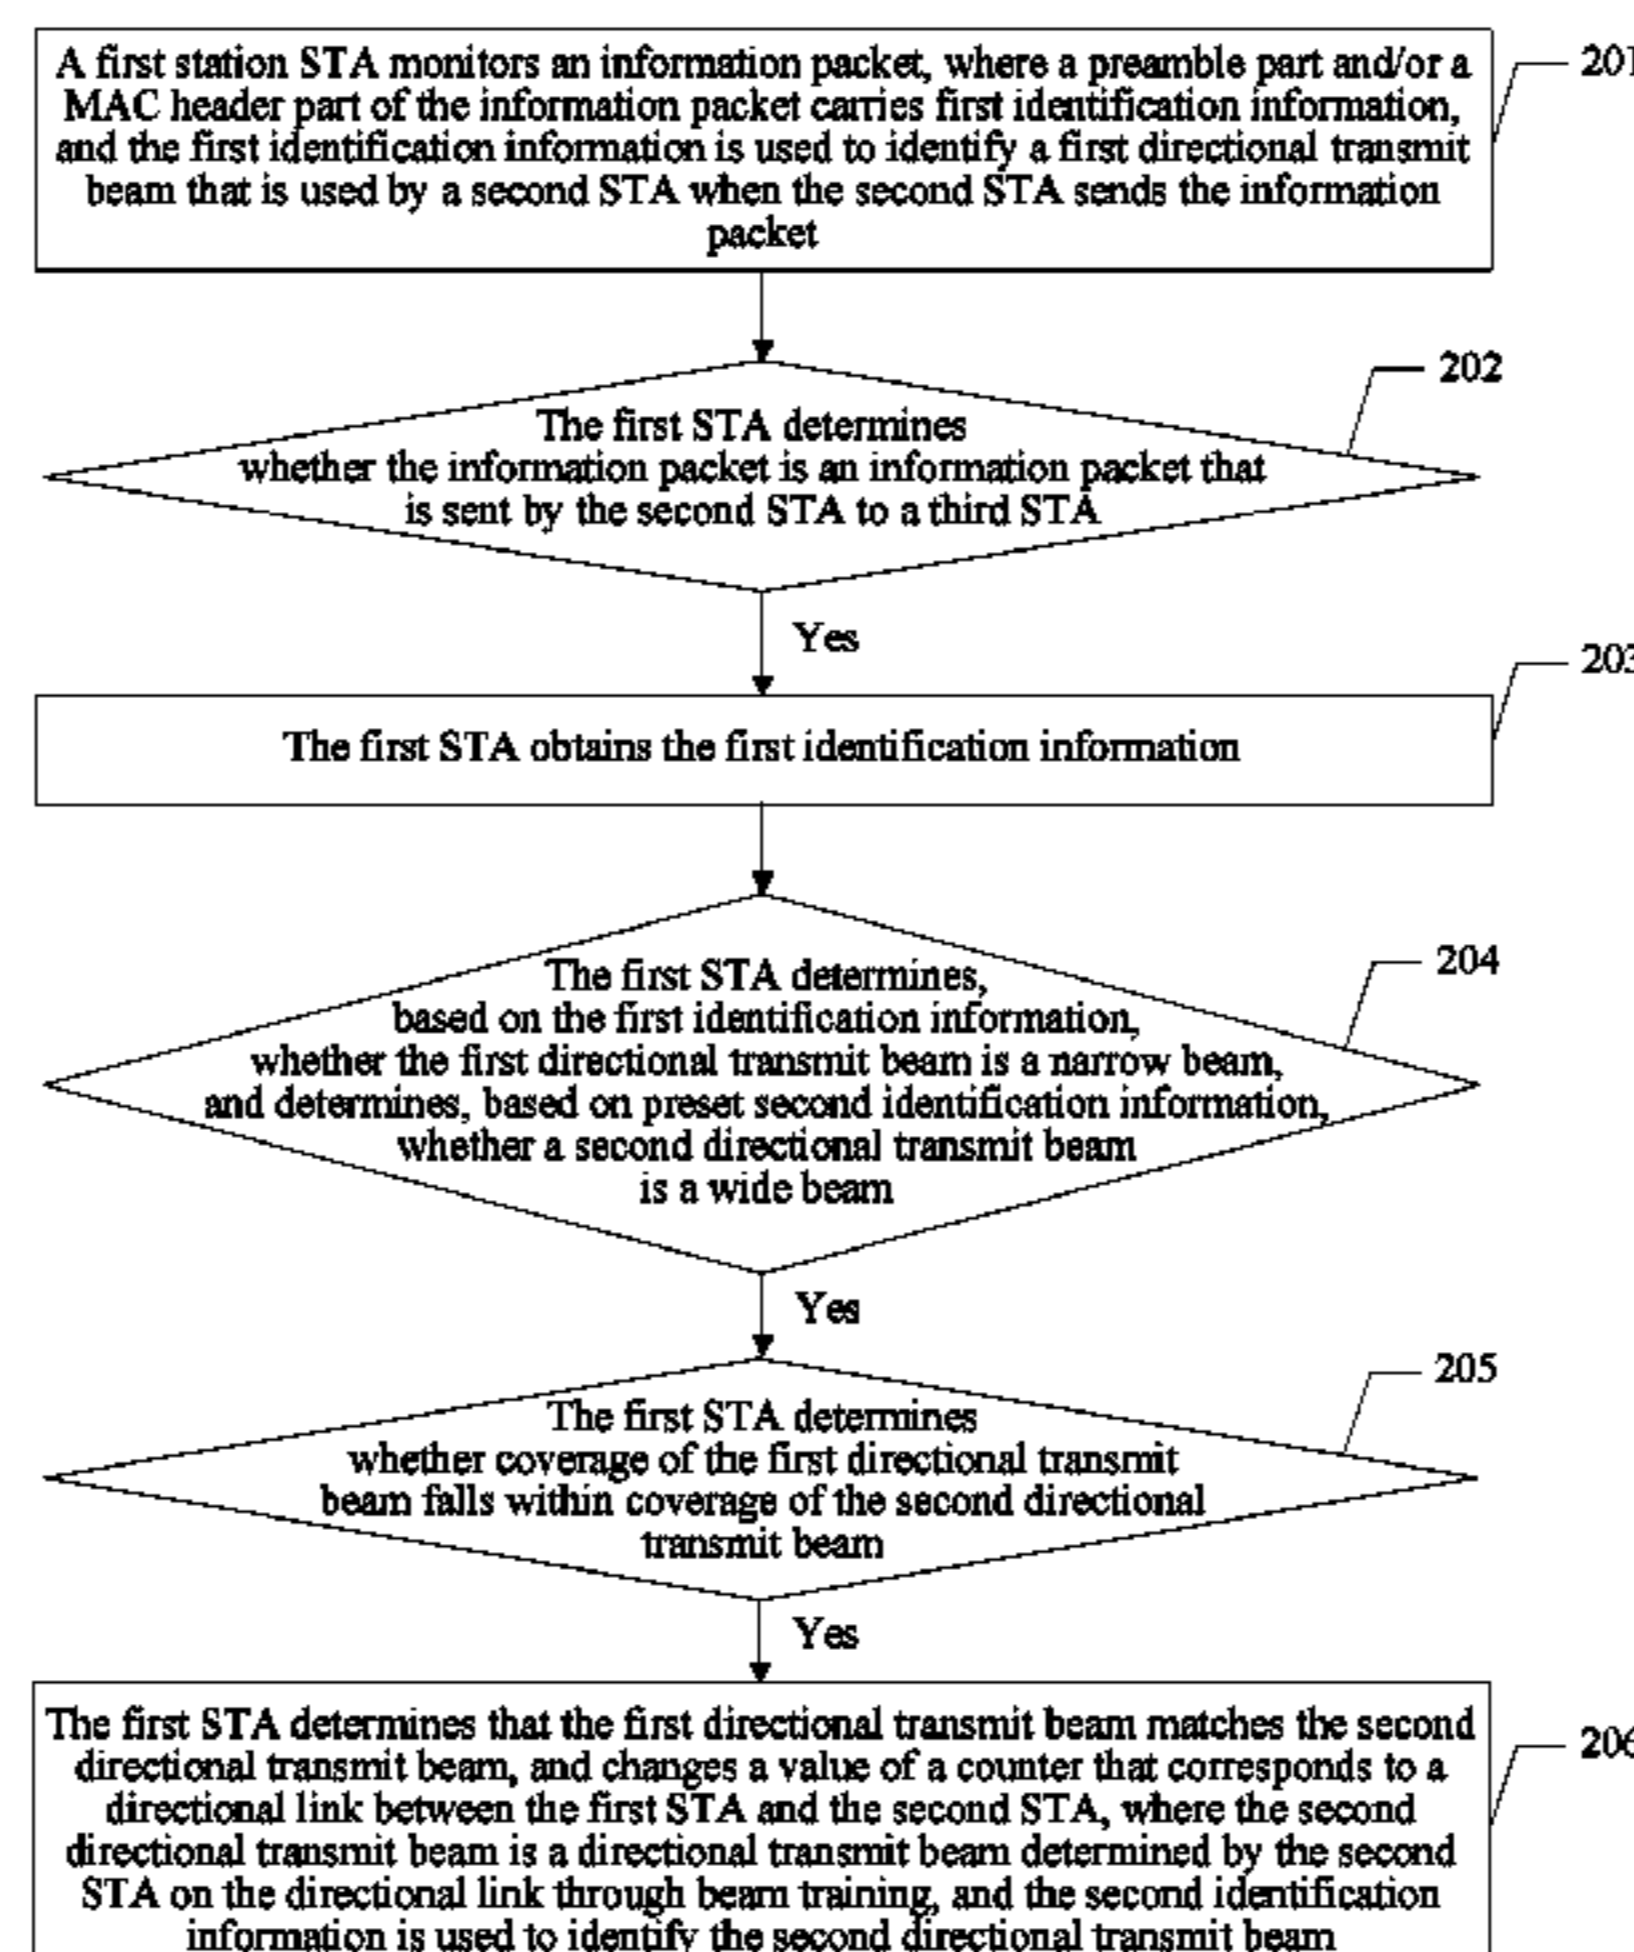 A first station STA monitors an information packet, where a preamble part and/or a
MAC header part of the information packet carries first identification information,
and the first identification information is used to identify a first directional transmit
beam that is used by a second STA when the second STA sends the information
packet
201
202
The first STA determines
whether the information packet is an information packet that
is sent by the second STA to a third STA
Yes
203
The first STA obtains the first identification information
204
The first STA determines,
based on the first identification information,
whether the first directional transmit beam is a narrow beam,
and determines, based on preset second identification information,
whether a second directional transmit beam
is a wide beam
Yes
205
The first STA determines
whether coverage of the first directional transmit
beam falls within coverage of the second directional
transmit beam
Yes
The first STA determines that the first directional transmit beam matches the second
directional transmit beam, and changes a value of a counter that corresponds to a
directional link between the first STA and the second STA, where the second
directional transmit beam is a directional transmit beam determined by the second
STA on the directional link through beam training, and the second identification
information is used to identify the second directional transmit beam
206